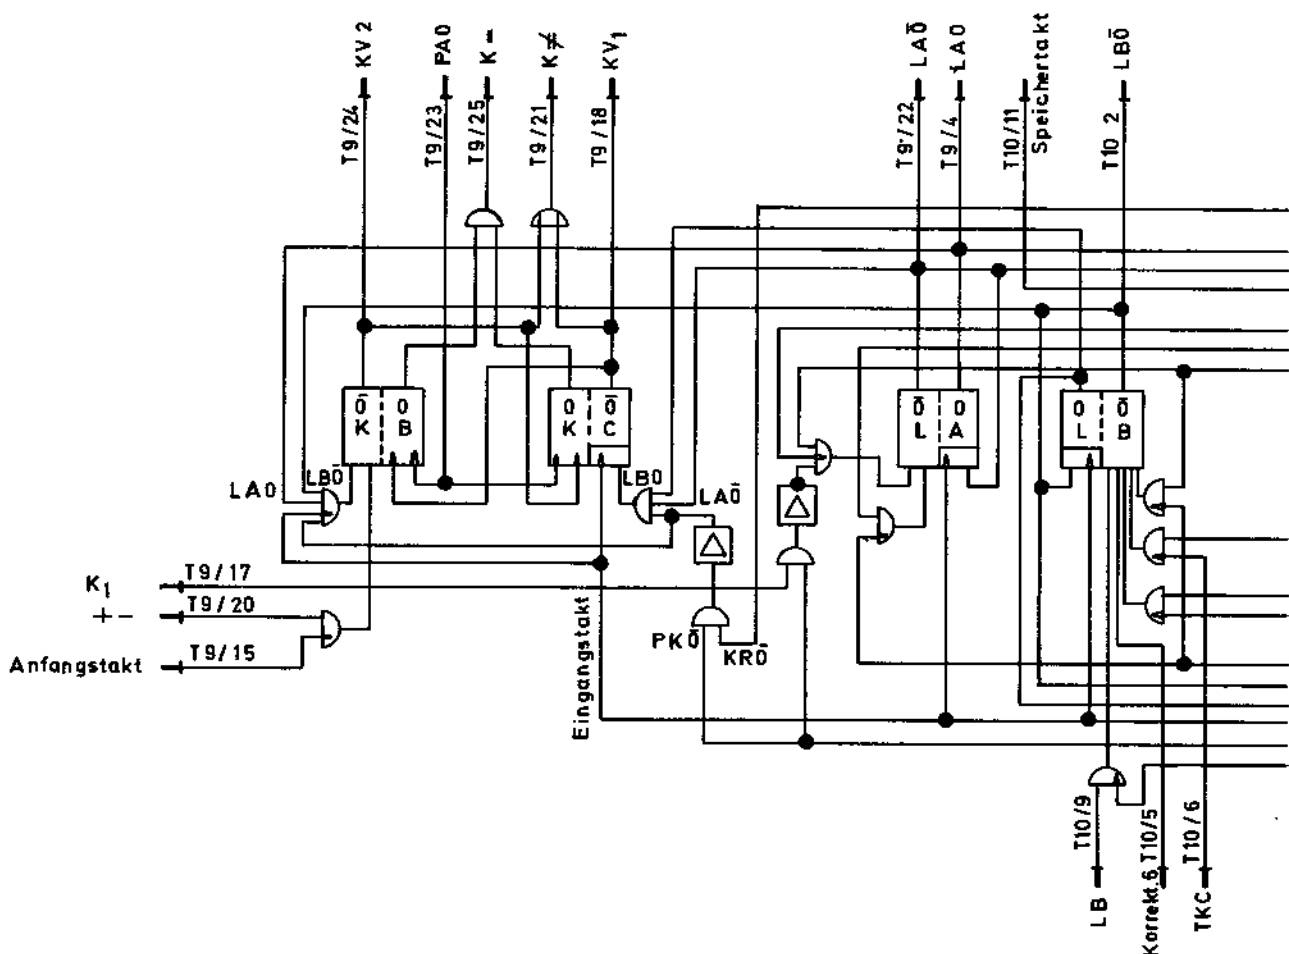 KV 2
PA0
K =
K ≠
KV₁
LA0̄
LA0
Speichertakt
LB0̄
T9/24
T9/23
T9/25
T9/21
T9/18
T9/22
T9/4
T10/11
T10 2
0̄ 0
K B
0 0̄
K C
0̄ 0
L A
0 0̄
L B
LA0
LB0̄
LB0
LA0̄
K₁
T9/17
+ -
T9/20
Anfangstakt
T9/15
Eingangstakt
PK0̄
KR0̄
T10/9
T10/5
T10/6
LB
Korrekt.6
TKC